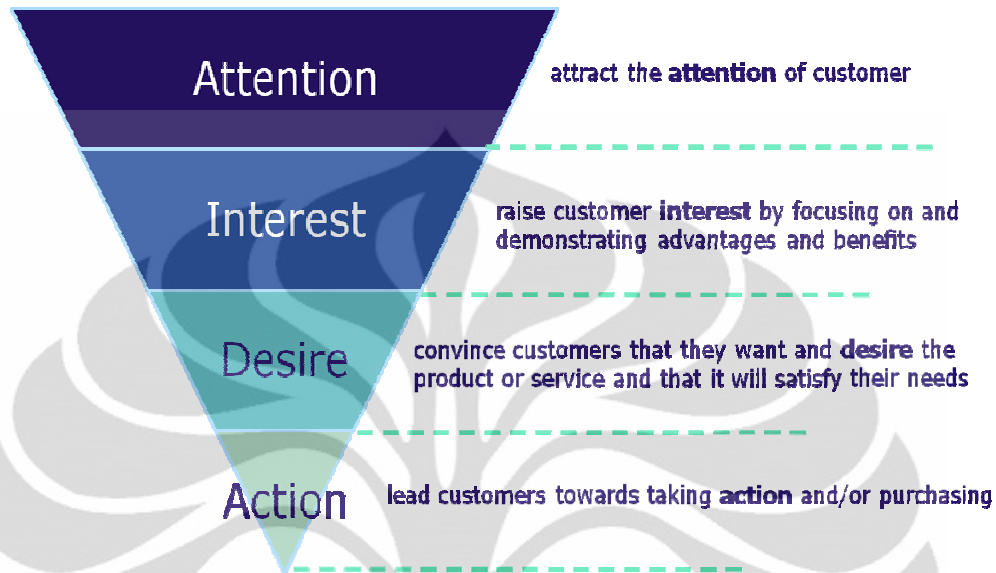 Attention
attract the attention of customer
Interest
raise customer interest by focusing on and
demonstrating advantages and benefits
Desire
convince customers that they want and desire the
product or service and that it will satisfy their needs
Action
lead customers towards taking action and/or purchasing